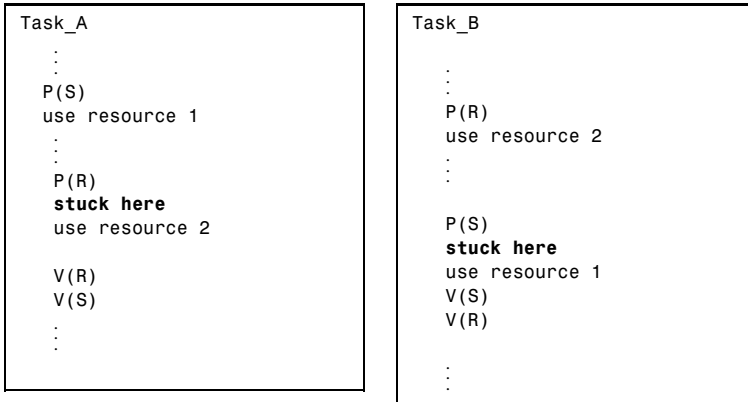 Task_A
.
.
.
P(S)
use resource 1
.
.
.
P(R)
stuck here
use resource 2
V(R)
V(S)
.
.
.
Task_B
.
.
.
P(R)
use resource 2
.
.
.
P(S)
stuck here
use resource 1
V(S)
V(R)
.
.
.